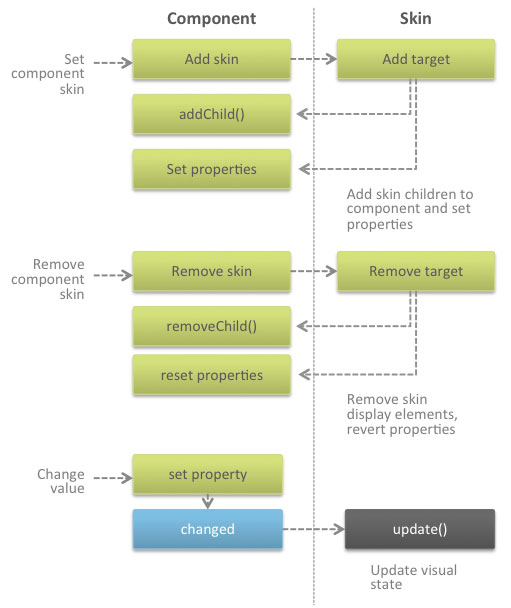 Component
Skin
Set
component
skin
Add skin
Add target
addChild()
Set properties
Add skin children to
component and set
properties
Remove
component
skin
Remove skin
Remove target
removeChild()
reset properties
Remove skin
display elements,
revert properties
Change
value
set property
changed
update()
Update visual
state